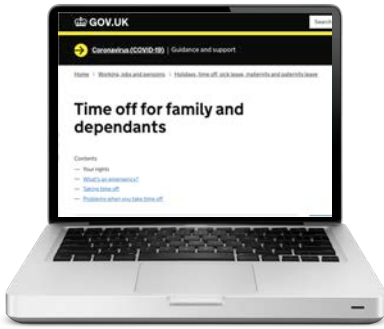 GOV.UK
Search
Coronavirus (COVID-19) | Guidance and support
Home > Working, jobs and pensions > Holidays, time off, sick leave, maternity and paternity leave
Time off for family and
dependants
Contents
— Your rights
— What's an emergency?
— Taking time off
— Problems when you take time off